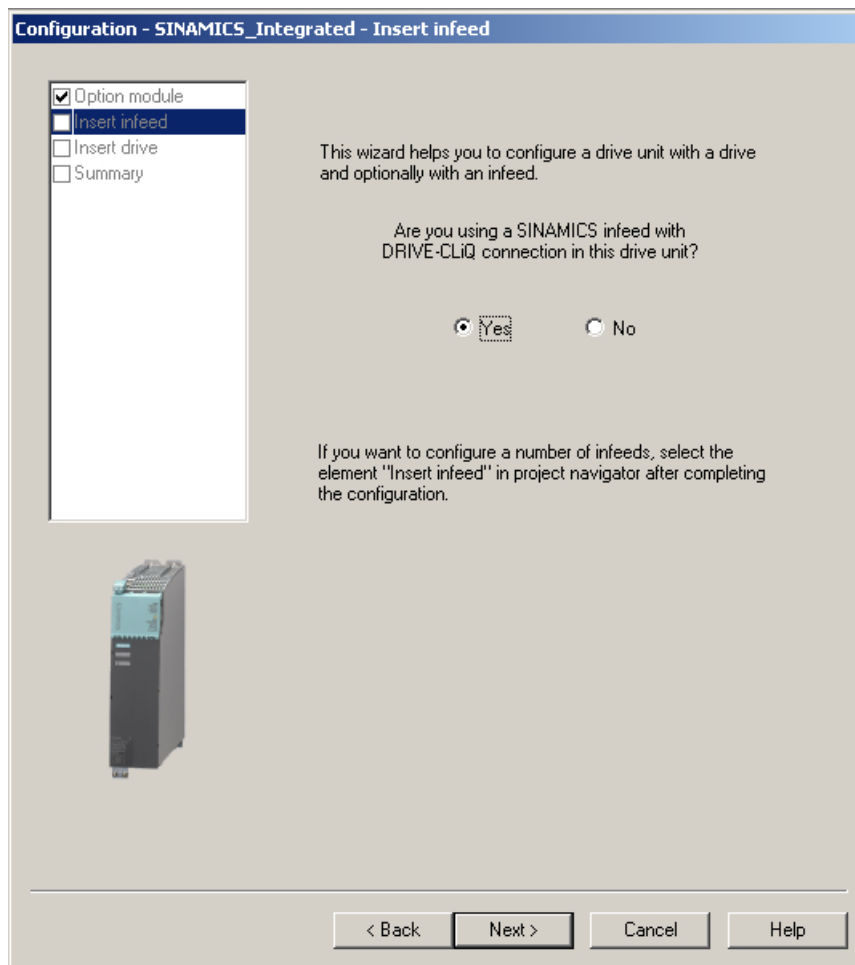 Configuration - SINAMICS_Integrated - Insert infeed
Option module
Insert infeed
Insert drive
Summary
This wizard helps you to configure a drive unit with a drive
and optionally with an infeed.
Are you using a SINAMICS infeed with
DRIVE-CLiQ connection in this drive unit?
Yes
No
If you want to configure a number of infeeds, select the
element "Insert infeed" in project navigator after completing
the configuration.
< Back
Next >
Cancel
Help